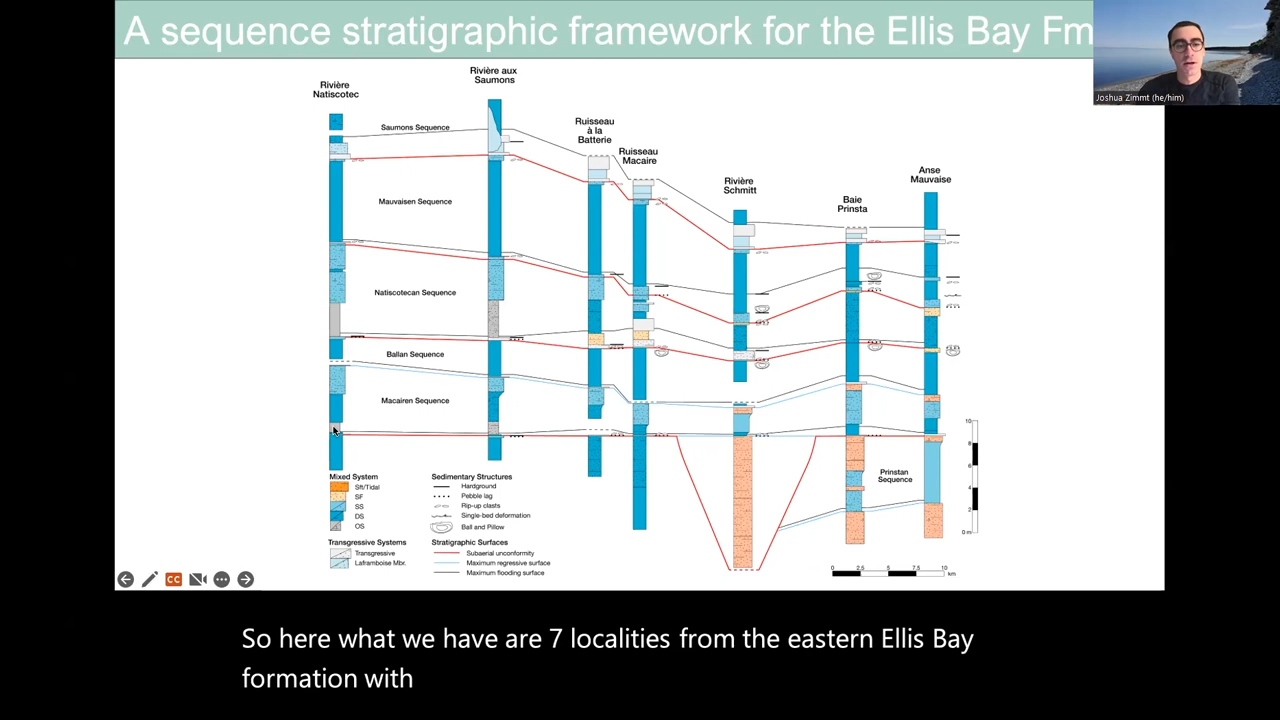 A sequence stratigraphic framework for the Ellis Bay Fm
Joshua Zimmt (he/him)
Rivière
Natiscotec
Rivière aux
Saumons
Ruisseau
à la
Batterie
Ruisseau
Macaire
Rivière
Schmitt
Baie
Prinsta
Anse
Mauvaise
Saumons Sequence
Mauvaisen Sequence
Natiscotecan Sequence
Ballan Sequence
Macairen Sequence
Prinstan
Sequence
10
8
6
4
2
0 m
Mixed System
Sft/Tidal
SF
SS
DS
OS
Transgressive Systems
Transgressive
Laframboise Mbr.
Sedimentary Structures
Hardground
Pebble lag
Rip-up clasts
Single-bed deformation
Ball and Pillow
Stratigraphic Surfaces
Subaerial unconformity
Maximum regressive surface
Maximum flooding surface
0 2.5 5 7.5 10
km
CC
So here what we have are 7 localities from the eastern Ellis Bay
formation with